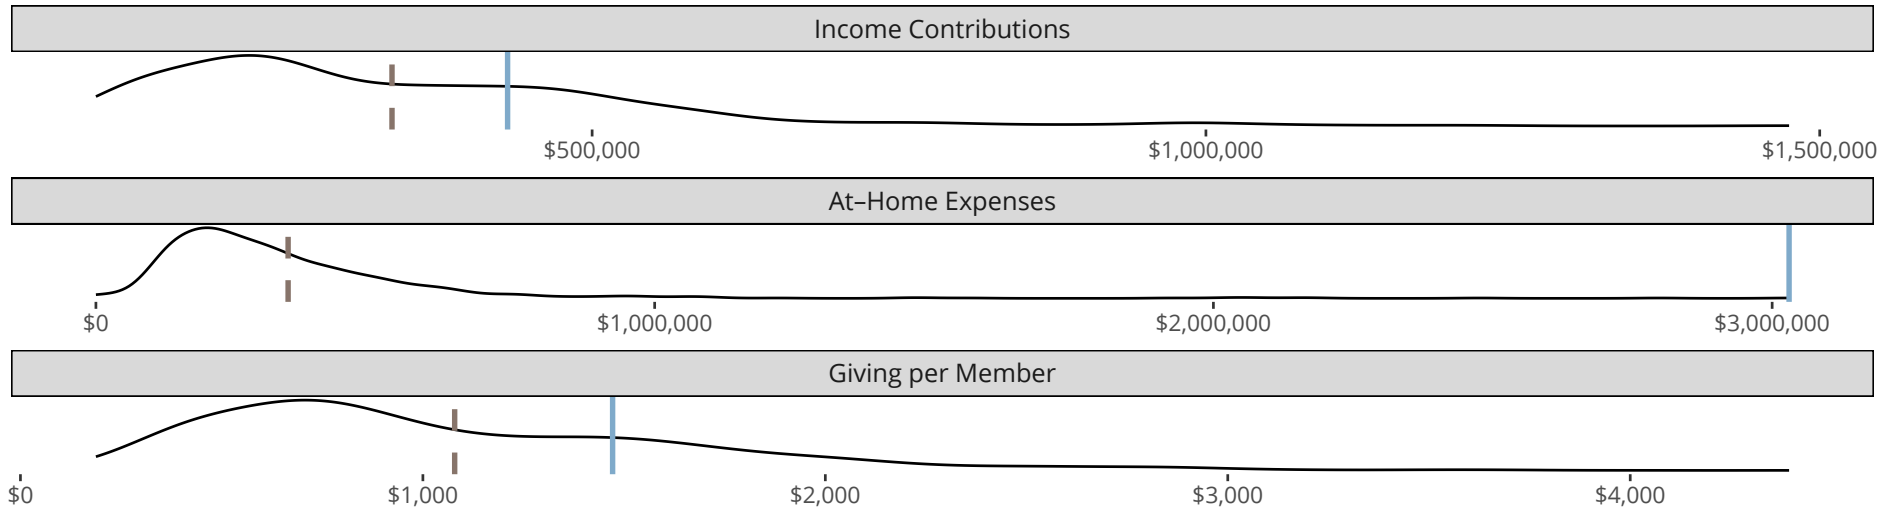 Income Contributions
$500,000 $1,000,000 $1,500,000
At–Home Expenses
$0 $1,000,000 $2,000,000 $3,000,000
Giving per Member
$0 $1,000 $2,000 $3,000 $4,000